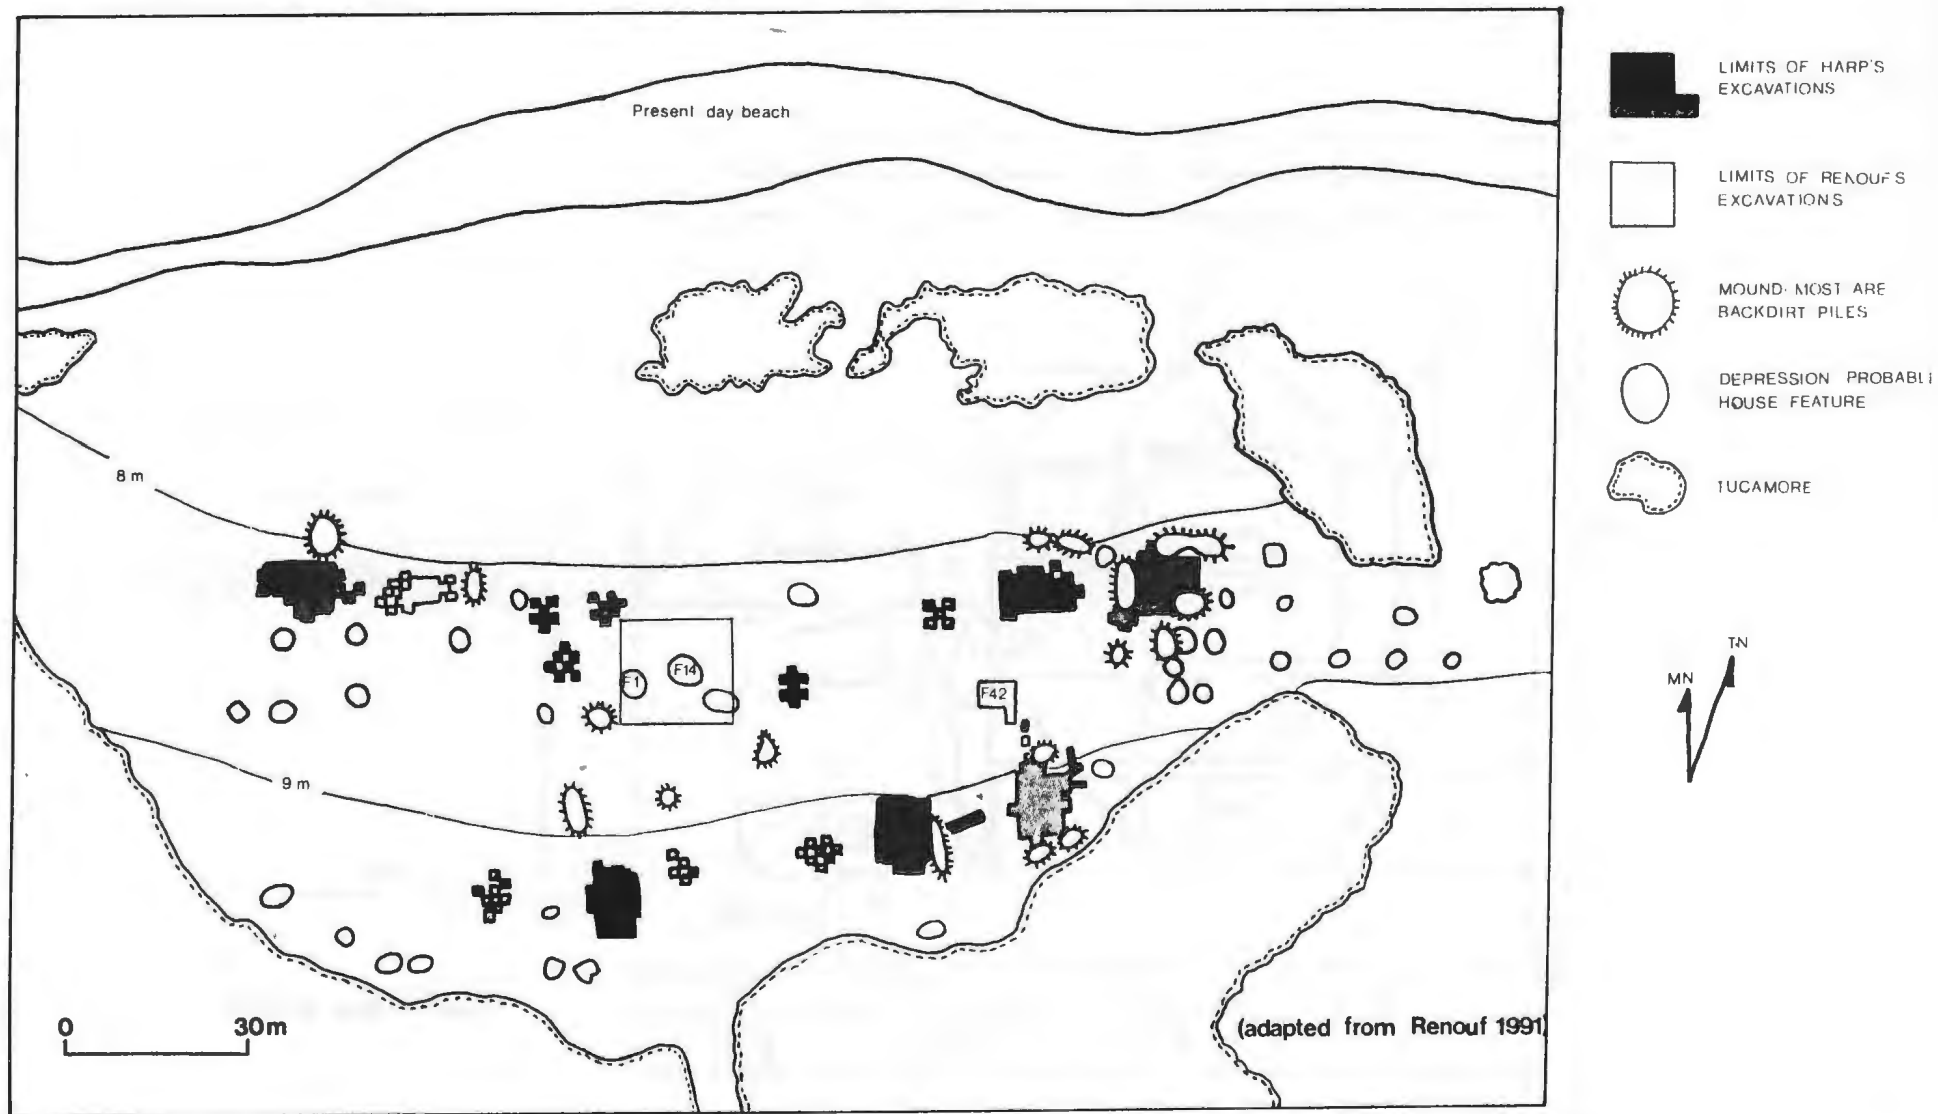 Present day beach
8 m
F1
F14
F42
9 m
0 30m
(adapted from Renouf 1991)
LIMITS OF HARP'S
EXCAVATIONS
LIMITS OF RENOUF'S
EXCAVATIONS
MOUND: MOST ARE
BACKDIRT PILES
DEPRESSION PROBABLE
HOUSE FEATURE
TUCAMORE
MN
TN